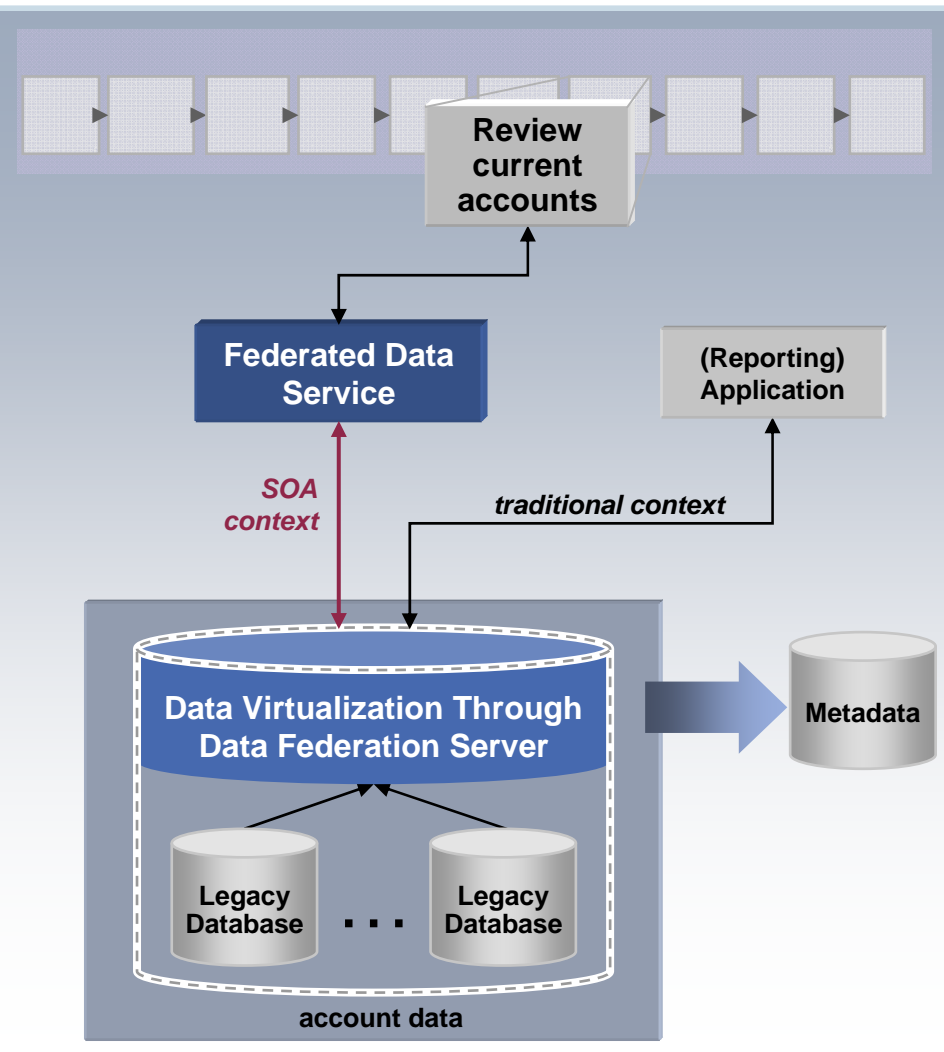 Review
current
accounts
Federated Data
Service
(Reporting)
Application
SOA
context
traditional context
Data Virtualization Through
Data Federation Server
Metadata
Legacy
Database
. . .
Legacy
Database
account data